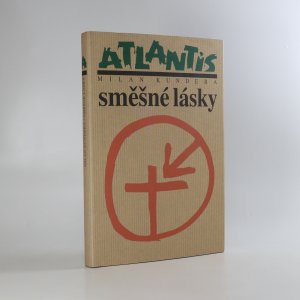 ATLANTIS
MILAN KUNDERA
směšné lásky